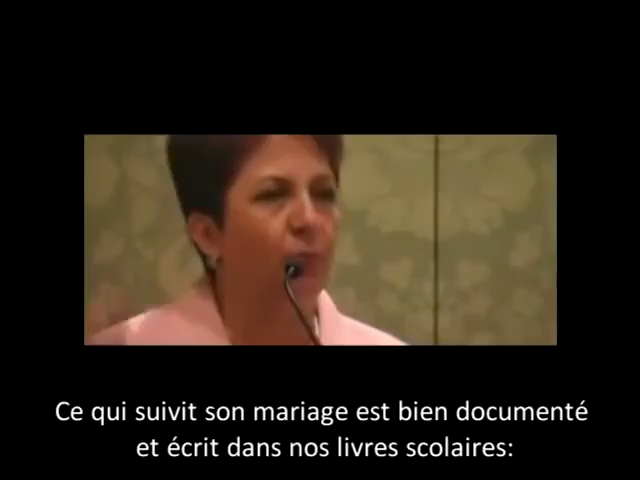 Ce qui suivit son mariage est bien documenté
et écrit dans nos livres scolaires: